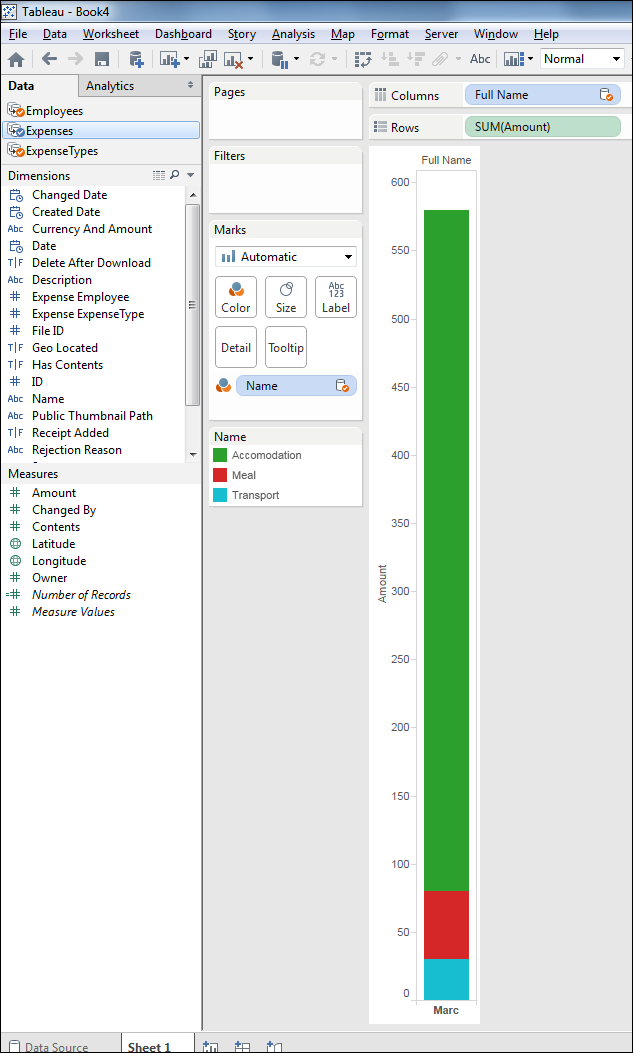 Tableau - Book4
File Data Worksheet Dashboard Story Analysis Map Format Server Window Help
Abc Normal
Data Analytics
Employees
Expenses
ExpenseTypes
Dimensions
Changed Date
Created Date
Abc Currency And Amount
Date
T|F Delete After Download
Abc Description
# Expense Employee
# Expense ExpenseType
# File ID
T|F Geo Located
T|F Has Contents
# ID
Abc Name
Abc Public Thumbnail Path
T|F Receipt Added
Abc Rejection Reason
Measures
# Amount
# Changed By
# Contents
Latitude
Longitude
# Owner
=# Number of Records
# Measure Values
Pages
Filters
Marks
Automatic
Color
Size
Abc
123
Label
Detail
Tooltip
Name
Name
Accomodation
Meal
Transport
Columns Full Name
Rows SUM(Amount)
Full Name
600
550
500
450
400
350
300
250
200
150
100
50
0
Amount
Marc
Data Source Sheet 1